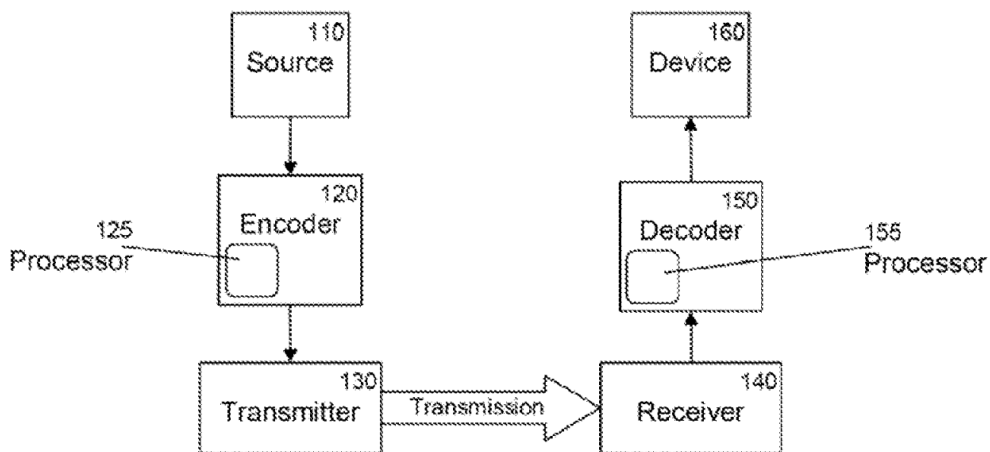 110
Source
160
Device
120
Encoder
125
Processor
150
Decoder
155
Processor
130
Transmitter
Transmission
140
Receiver